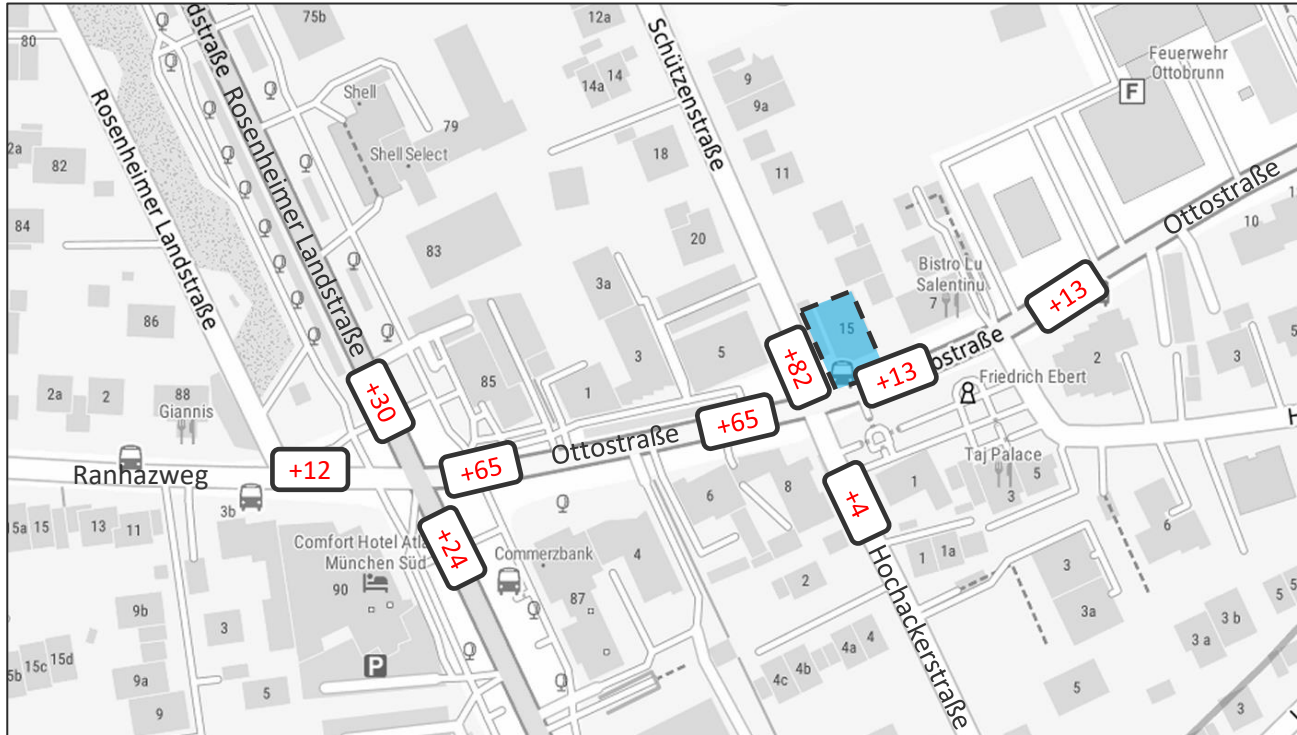 80
75b
12a
dstraße Rosenheimer Landstraße
Schützenstraße
Feuerwehr
Ottobrunn
F
14
14a
9
9a
Shell
79
Shell Select
Rosenheimer Landstraße
2a
82
18
11
84
83
20
Ottostraße
10
Bistro Lu
Salentinu
7
3a
+13
86
15
85
3
5
+82
ostraße
2
3
+13
Friedrich Ebert
+30
2a
2
88
Giannis
1
+65
Ottostraße
H
+12
+65
Ranhazweg
Taj Palace
5
3
1
6
8
+4
3b
15a
15
13
11
Comfort Hotel Atla
München Süd
+24
Commerzbank
4
6
1
1a
3
90
2
Hochackerstraße
87
9b
3
3a
3 b
3 a
5
5
4
4a
4b
4c
15d
15c
5b
9a
P
5
5
9
3